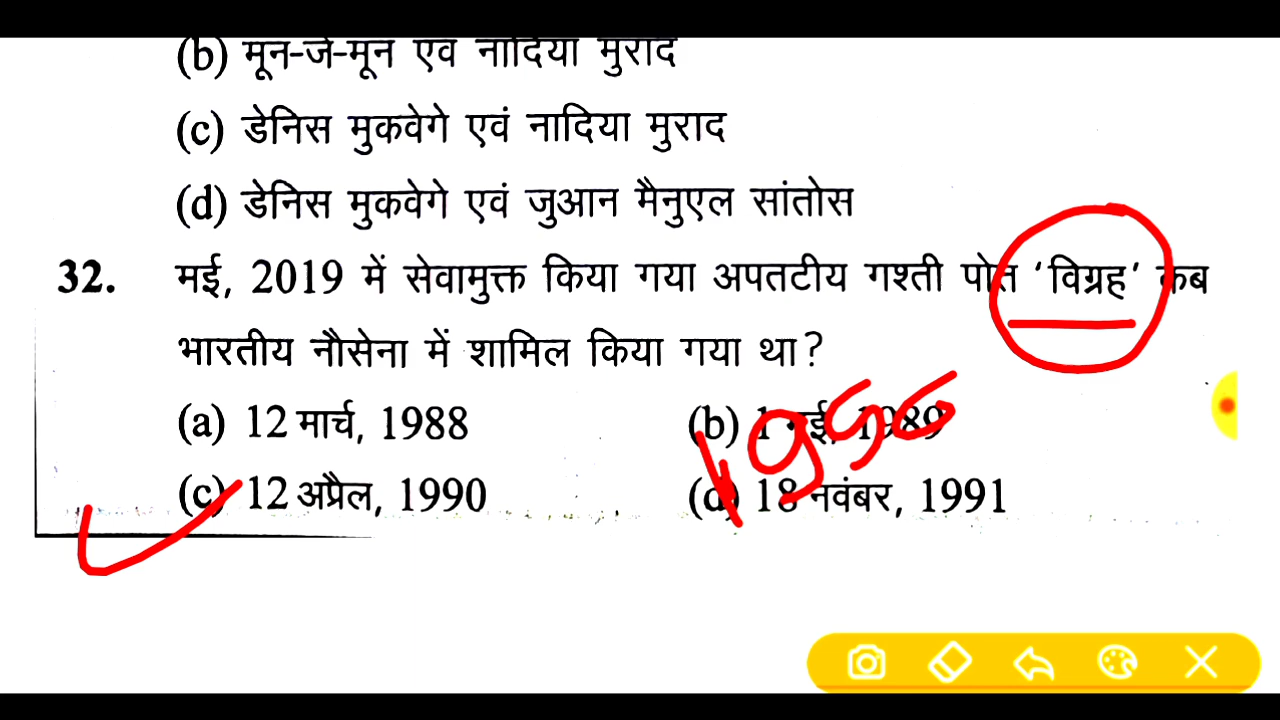 (b) मून-जे-मून एवं नादिया मुराद
(c) डेनिस मुकवेगे एवं नादिया मुराद
(d) डेनिस मुकवेगे एवं जुआन मैनुएल सांतोस
32. मई, 2019 में सेवामुक्त किया गया अपतटीय गश्ती पोत 'विग्रह' कब
भारतीय नौसेना में शामिल किया गया था?
(a) 12 मार्च, 1988 (b) 1 मई, 1989
(c) 12 अप्रैल, 1990 (d) 18 नवंबर, 1991